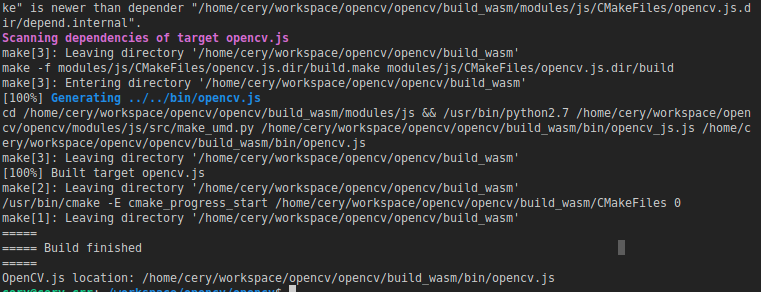 ke" is newer than depender "/home/cery/workspace/opencv/opencv/build_wasm/modules/js/CMakeFiles/opencv.js.d
ir/depend.internal".
Scanning dependencies of target opencv.js
make[3]: Leaving directory '/home/cery/workspace/opencv/opencv/build_wasm'
make -f modules/js/CMakeFiles/opencv.js.dir/build.make modules/js/CMakeFiles/opencv.js.dir/build
make[3]: Entering directory '/home/cery/workspace/opencv/opencv/build_wasm'
[100%] Generating ../../bin/opencv.js
cd /home/cery/workspace/opencv/opencv/build_wasm/modules/js && /usr/bin/python2.7 /home/cery/workspace/open
cv/opencv/modules/js/src/make_umd.py /home/cery/workspace/opencv/opencv/build_wasm/bin/opencv_js.js /home/c
ery/workspace/opencv/opencv/build_wasm/bin/opencv.js
make[3]: Leaving directory '/home/cery/workspace/opencv/opencv/build_wasm'
[100%] Built target opencv.js
make[2]: Leaving directory '/home/cery/workspace/opencv/opencv/build_wasm'
/usr/bin/cmake -E cmake_progress_start /home/cery/workspace/opencv/opencv/build_wasm/CMakeFiles 0
make[1]: Leaving directory '/home/cery/workspace/opencv/opencv/build_wasm'
=====
===== Build finished
=====
OpenCV.js location: /home/cery/workspace/opencv/opencv/build_wasm/bin/opencv.js